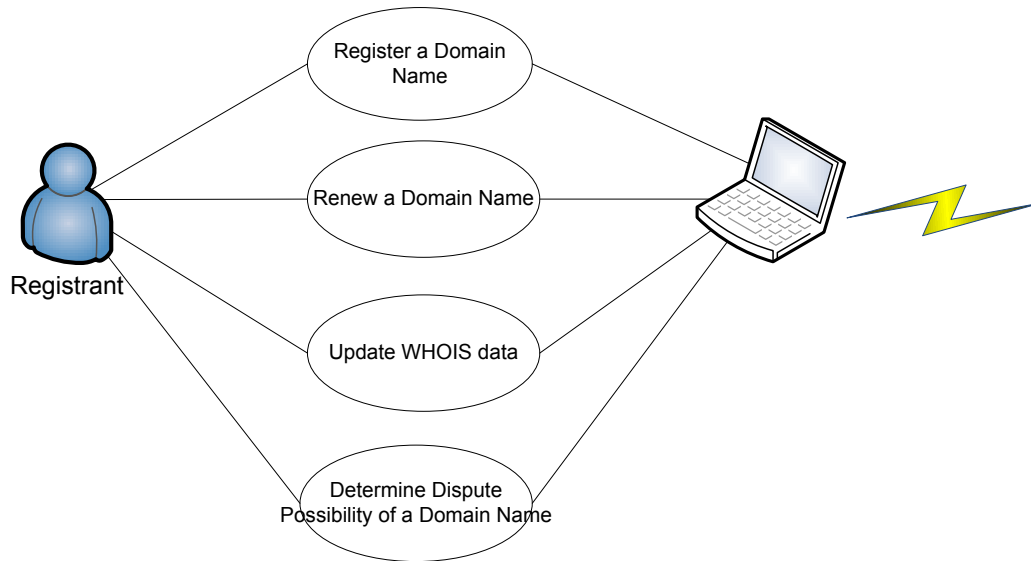 Register a Domain
Name
Renew a Domain Name
Registrant
Update WHOIS data
Determine Dispute
Possibility of a Domain Name